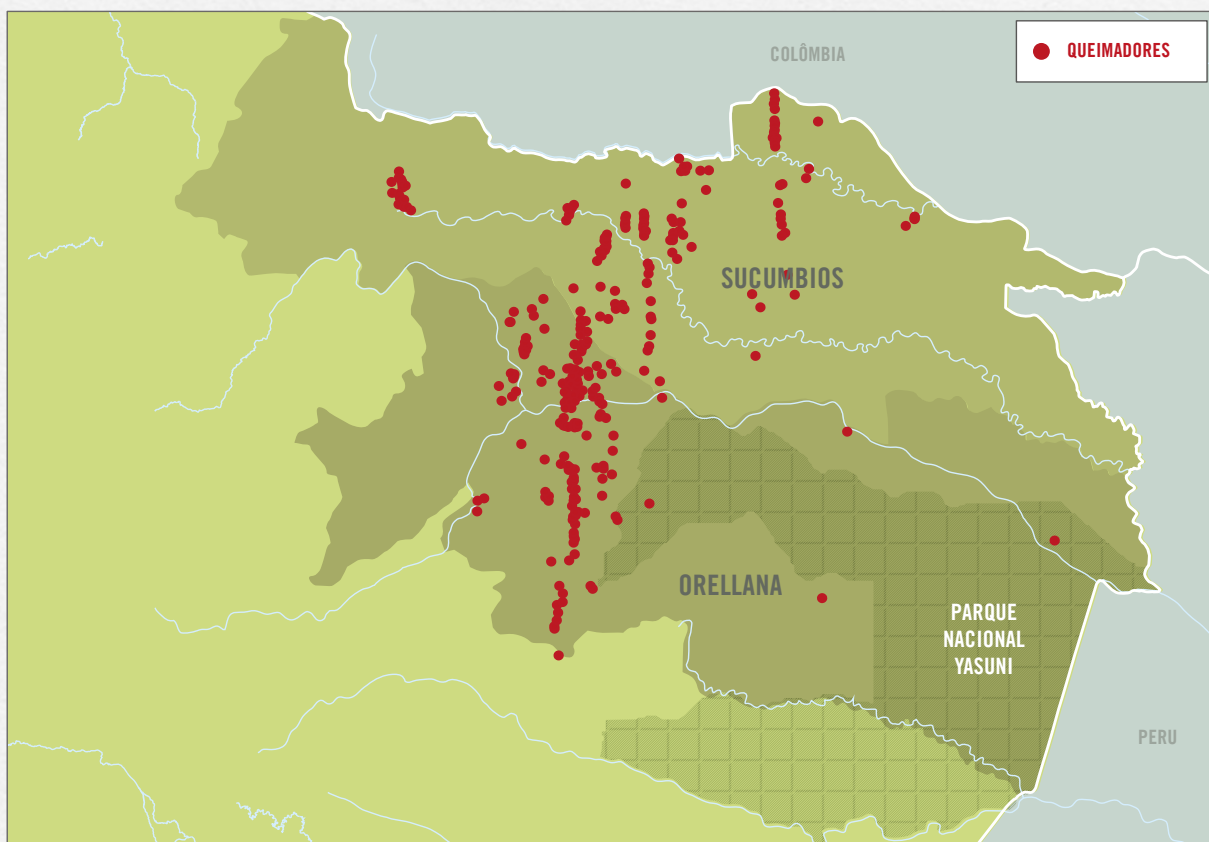 COLÔMBIA
QUEIMADORES
SUCUMBIOS
ORELLANA
PARQUE
NACIONAL
YASUNI
PERU